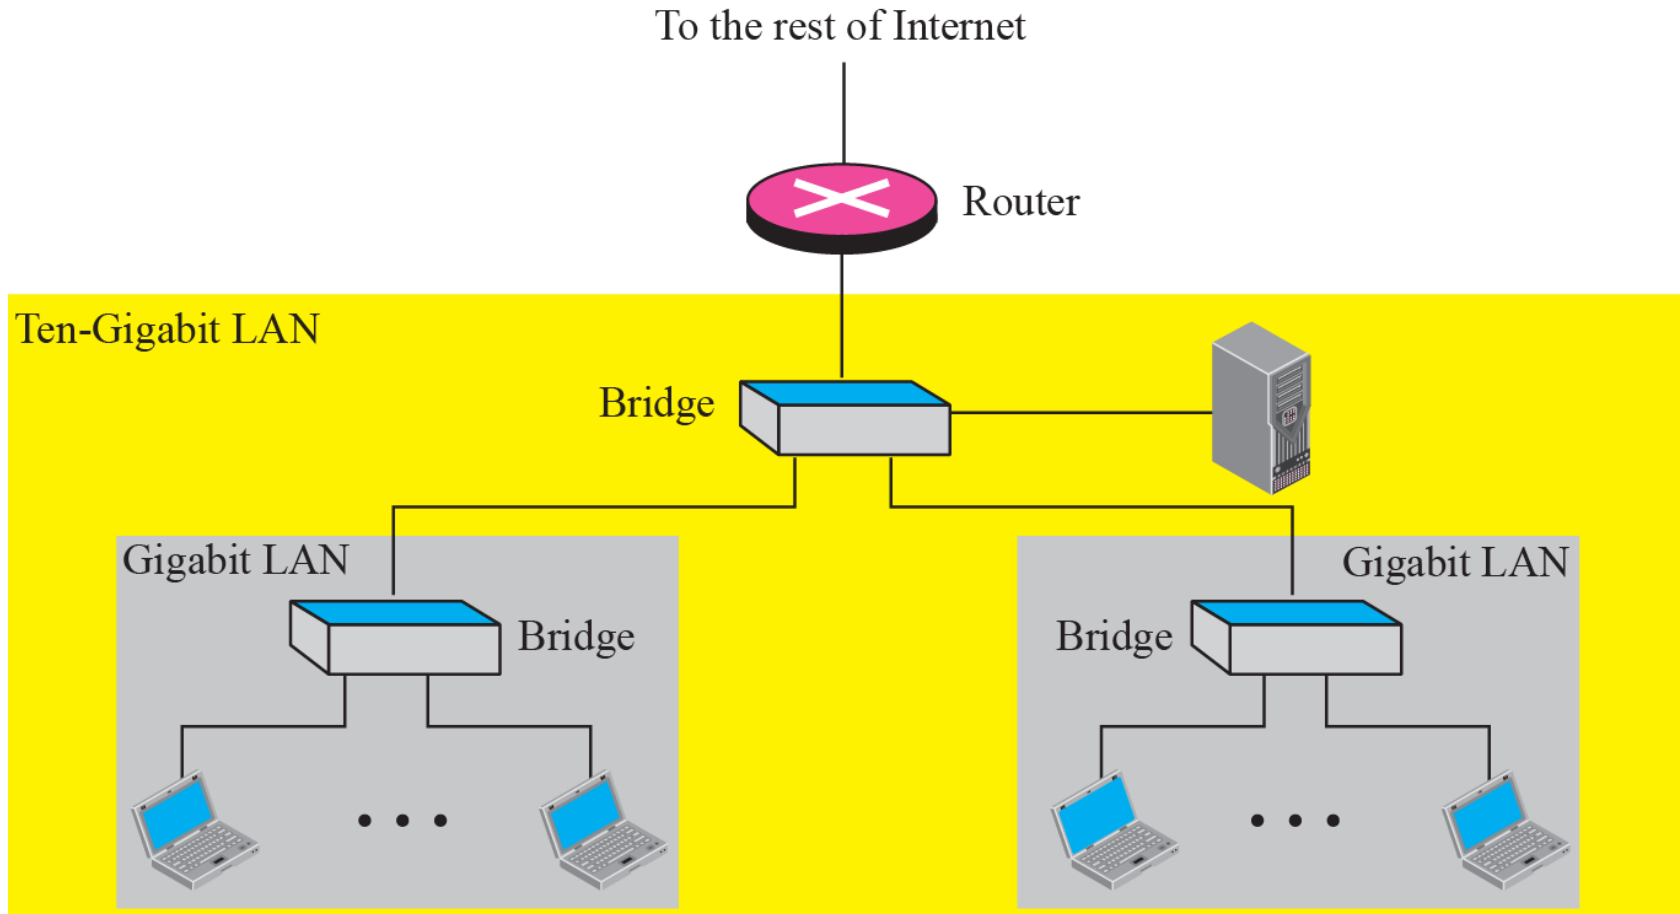 To the rest of Internet
Router
Ten-Gigabit LAN
Bridge
Gigabit LAN
Bridge
Gigabit LAN
Bridge